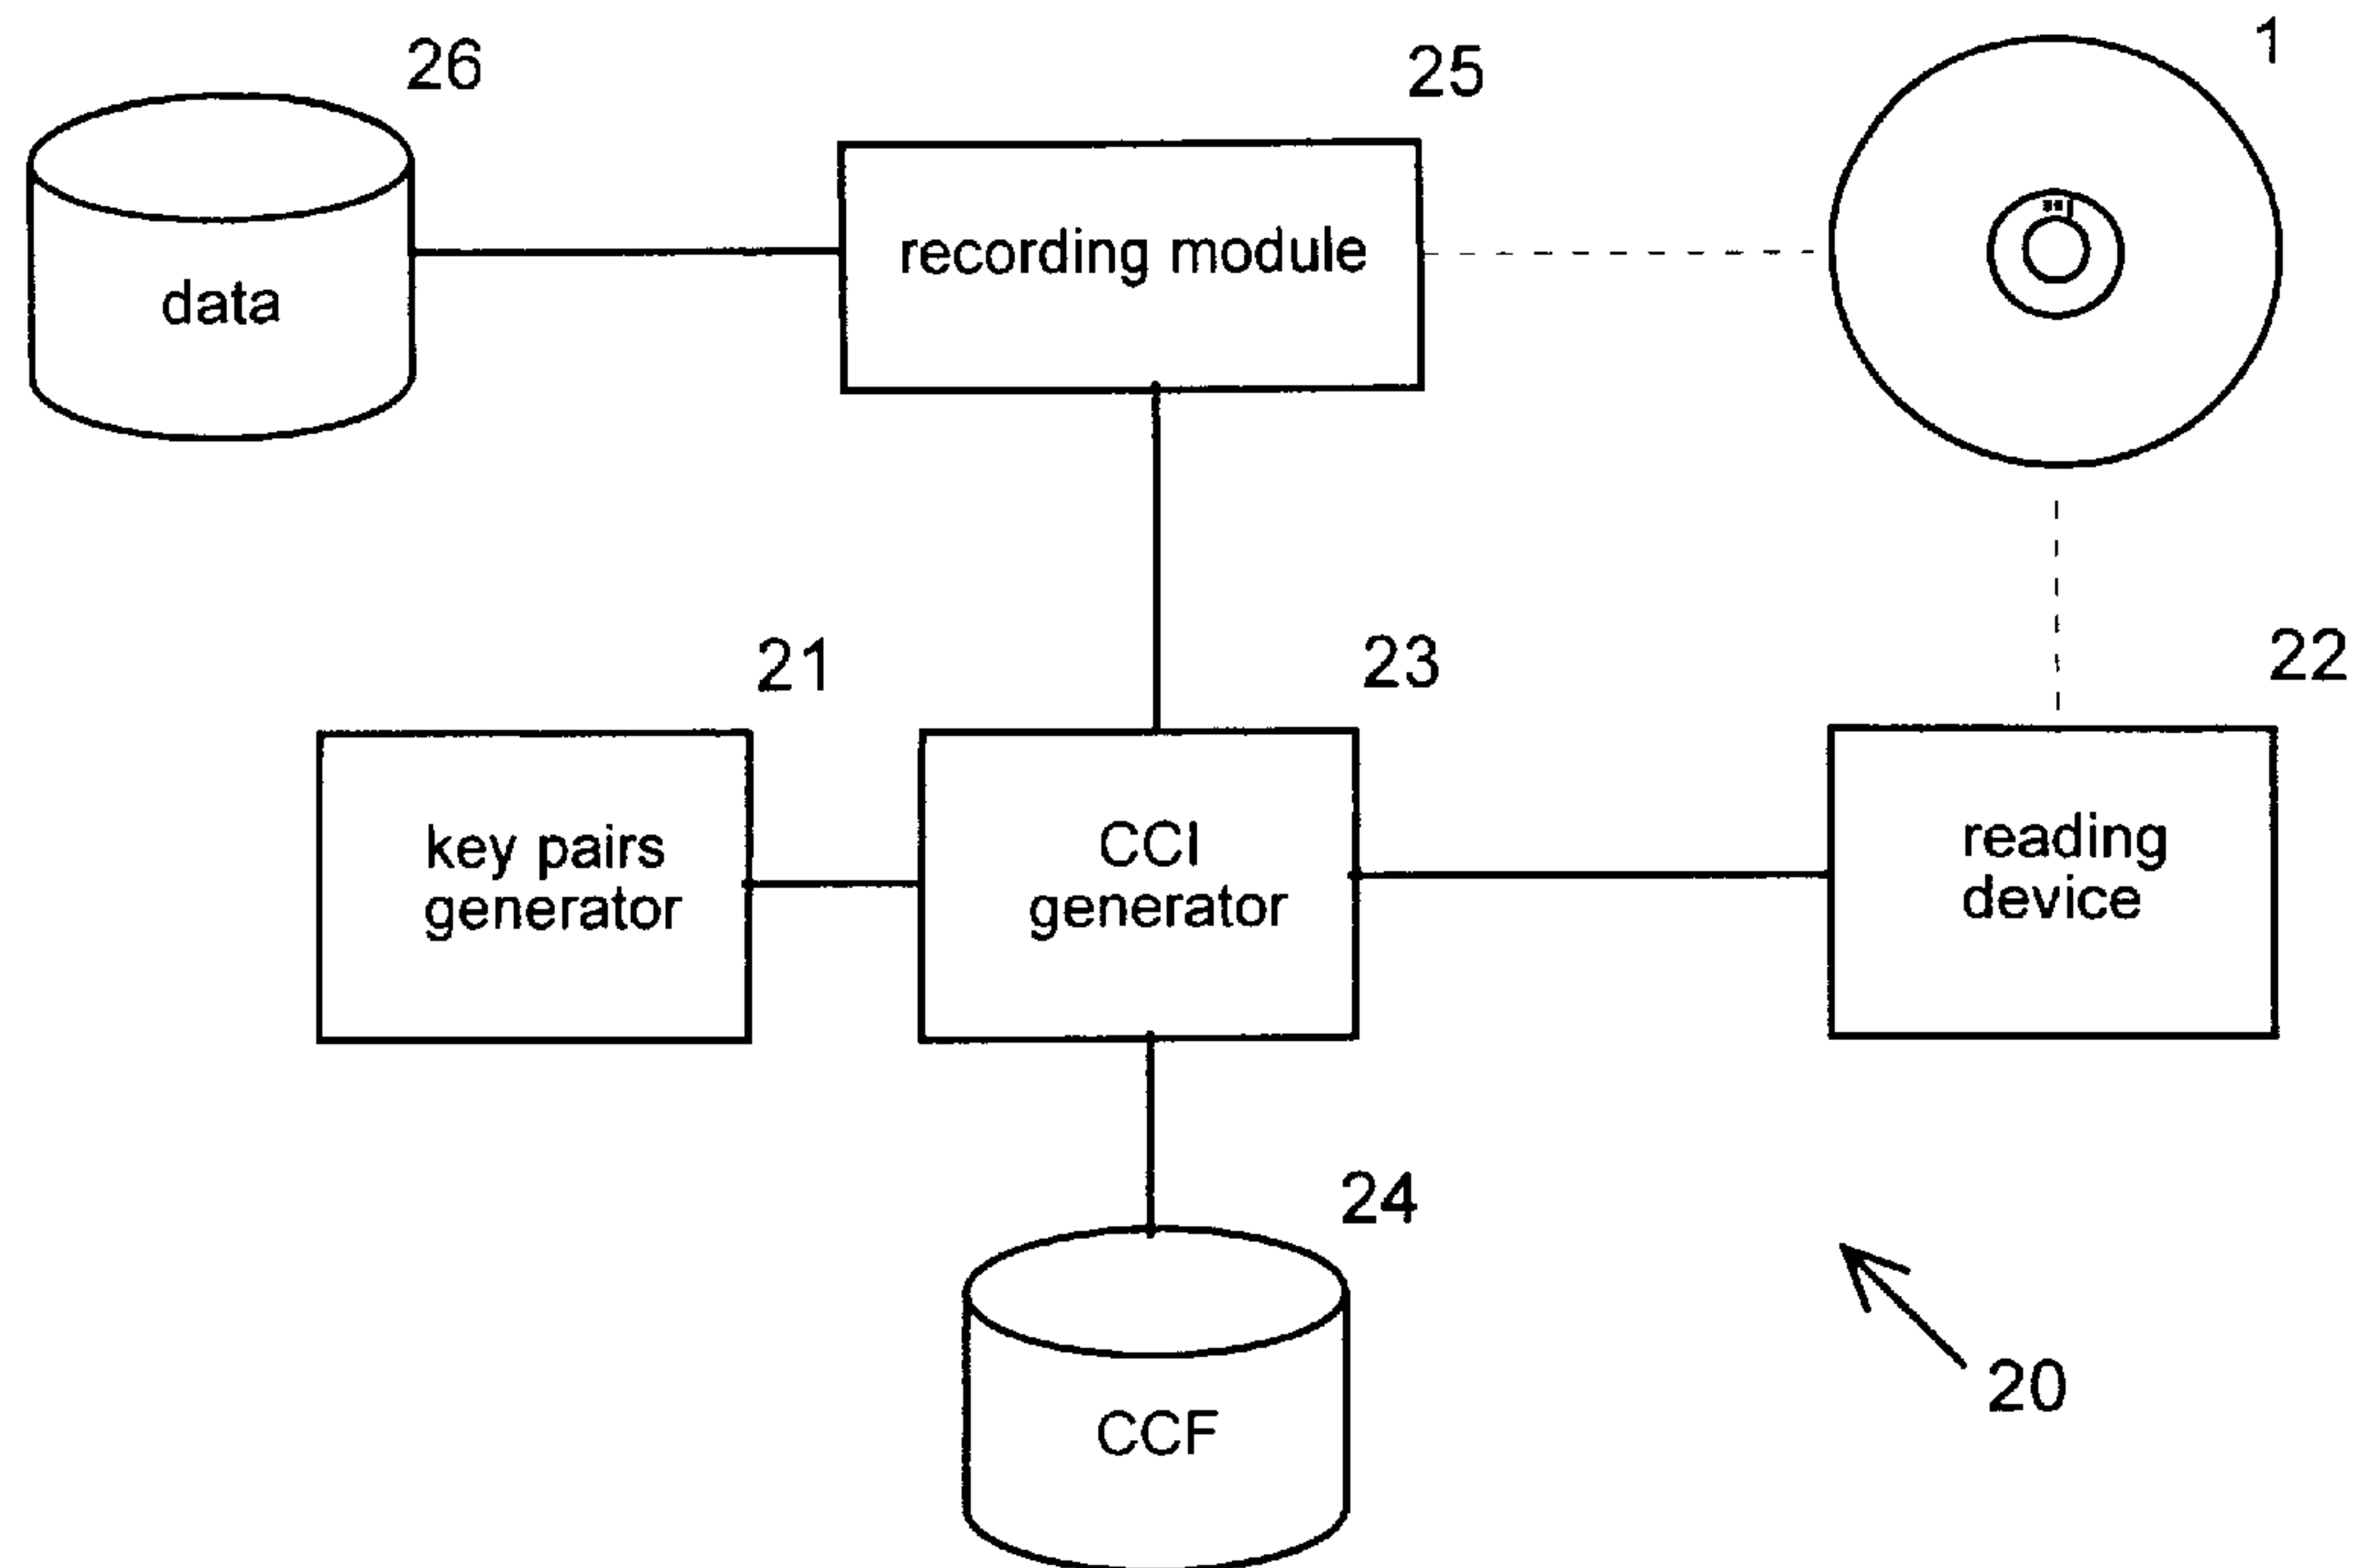 26
25
1
data
recording module
21
23
22
key pairs
generator
CCI
generator
reading
device
24
CCF
20